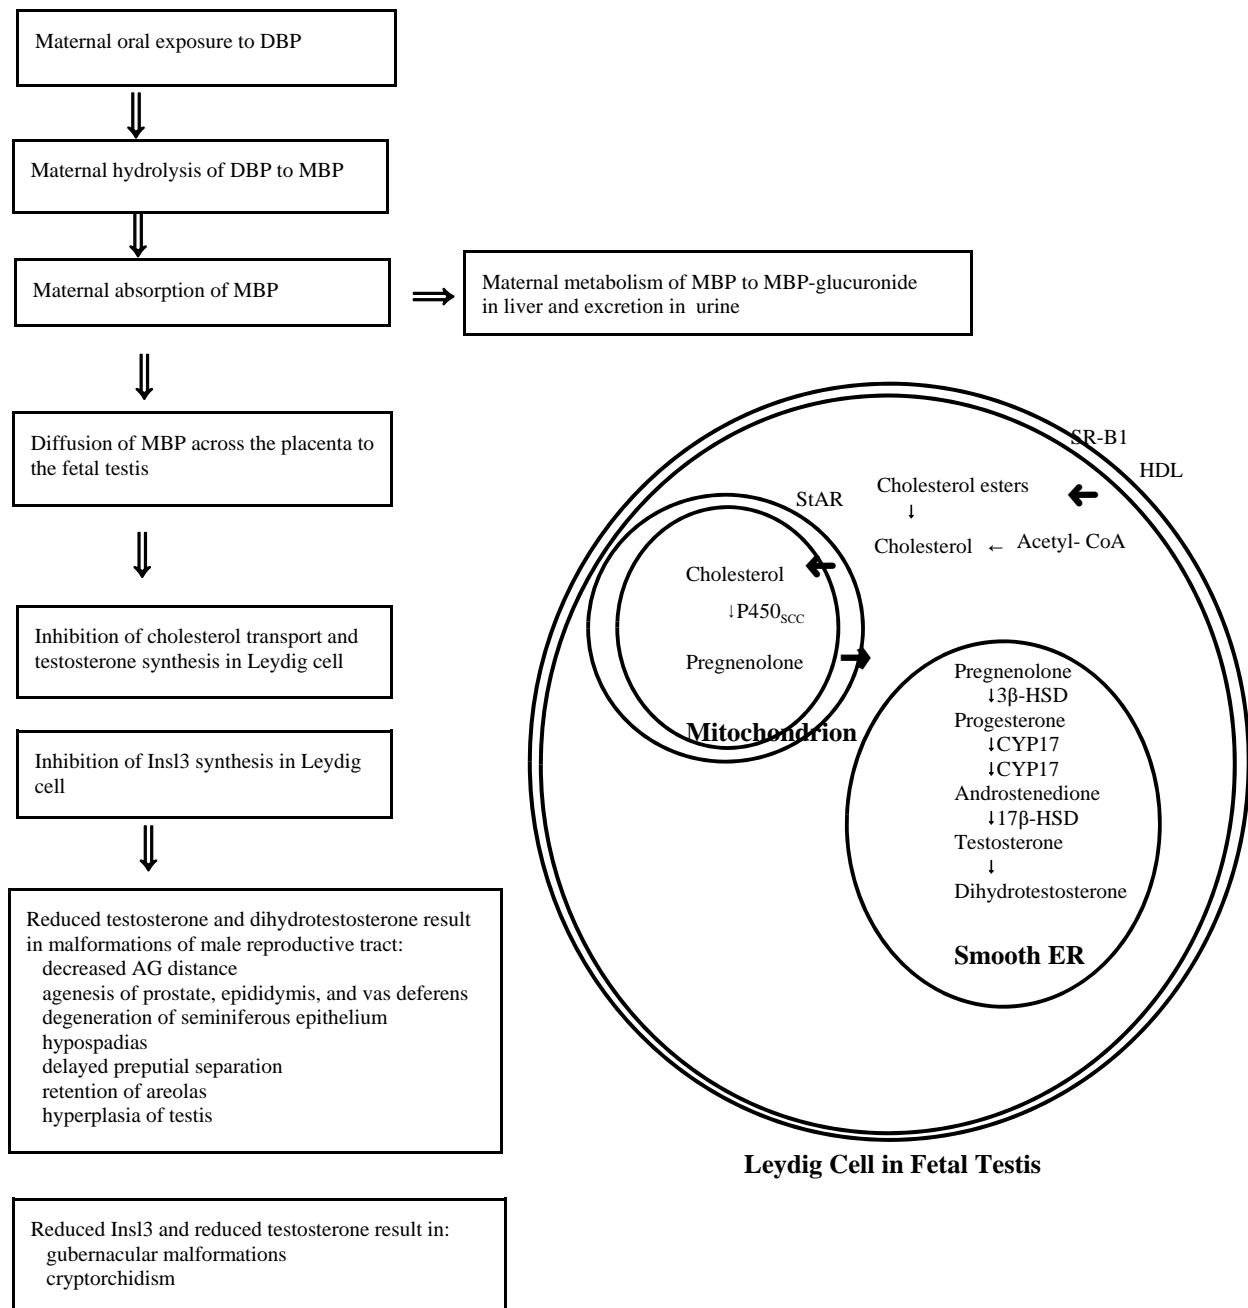 Maternal oral exposure to DBP
Maternal hydrolysis of DBP to MBP
Maternal absorption of MBP
Maternal metabolism of MBP to MBP-glucuronide
in liver and excretion in urine
Diffusion of MBP across the placenta to
the fetal testis
Inhibition of cholesterol transport and
testosterone synthesis in Leydig cell
Inhibition of Insl3 synthesis in Leydig
cell
Reduced testosterone and dihydrotestosterone result
in malformations of male reproductive tract:
decreased AG distance
agenesis of prostate, epididymis, and vas deferens
degeneration of seminiferous epithelium
hypospadias
delayed preputial separation
retention of areolas
hyperplasia of testis
Reduced Insl3 and reduced testosterone result in:
gubernacular malformations
cryptorchidism
SR-B1
HDL
StAR
Cholesterol esters
↓
Cholesterol ← Acetyl- CoA
Cholesterol
↓P450SCC
Pregnenolone
Mitochondrion
Pregnenolone
↓3β-HSD
Progesterone
↓CYP17
↓CYP17
Androstenedione
↓17β-HSD
Testosterone
↓
Dihydrotestosterone
Smooth ER
Leydig Cell in Fetal Testis